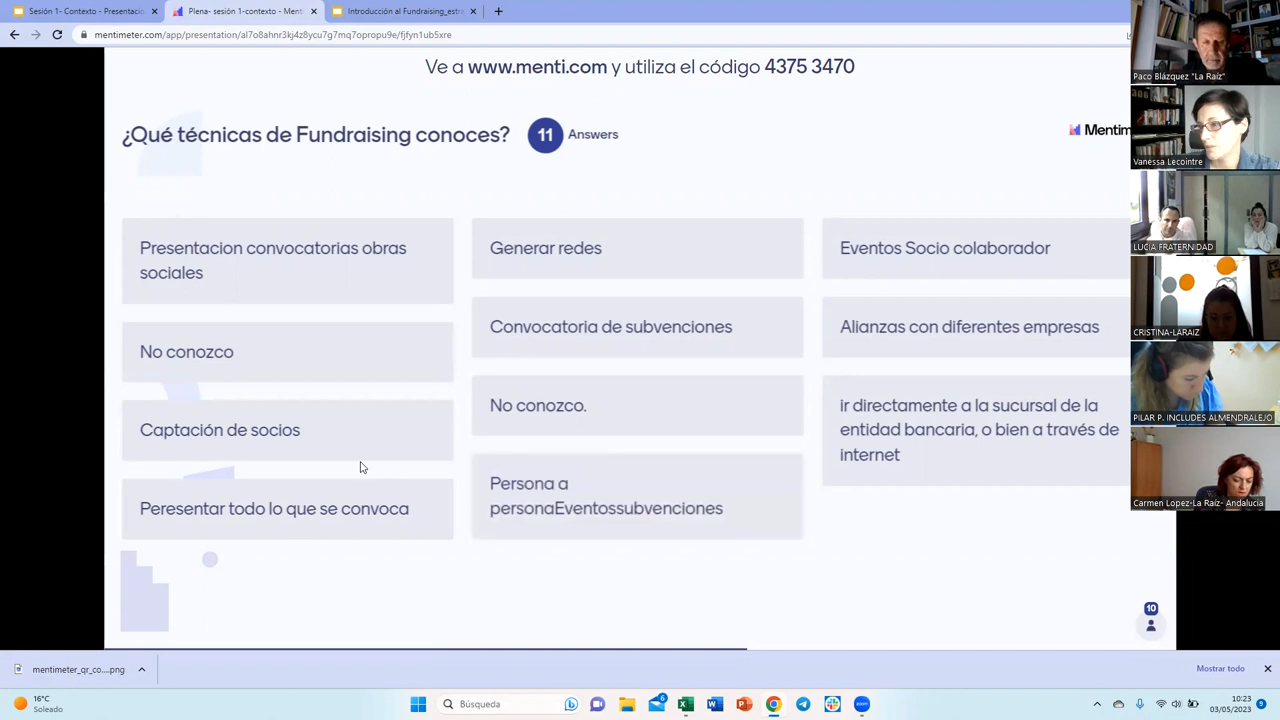 Sesión 1- Contexto - Presentacio
Plena- sesión 1-contexto - Menti
Introducción al Fundraising_estra
mentimeter.com/app/presentation/al7o8ahnr3kj4z8ycu7g7mq7opropu9e/fjfyn1ub5xre
Ve a www.menti.com y utiliza el código 4375 3470
¿Qué técnicas de Fundraising conoces?
11
Answers
Mentim
Presentacion convocatorias obras
sociales
No conozco
Captación de socios
Peresentar todo lo que se convoca
Generar redes
Convocatoria de subvenciones
No conozco.
Persona a
personaEventossubvenciones
Eventos Socio colaborador
Alianzas con diferentes empresas
ir directamente a la sucursal de la
entidad bancaria, o bien a través de
internet
10
Paco Blázquez "La Raíz"
Vanessa Lecointre
LUCIA FRATERNIDAD
CRISTINA-LARAIZ
PILAR P. INCLUDES ALMENDRALEJO
Carmen Lopez-La Raíz- Andalucía
mentimeter_qr_co....png
Mostrar todo
16°C
Soleado
Búsqueda
6
zoom
10:23
03/05/2023
9